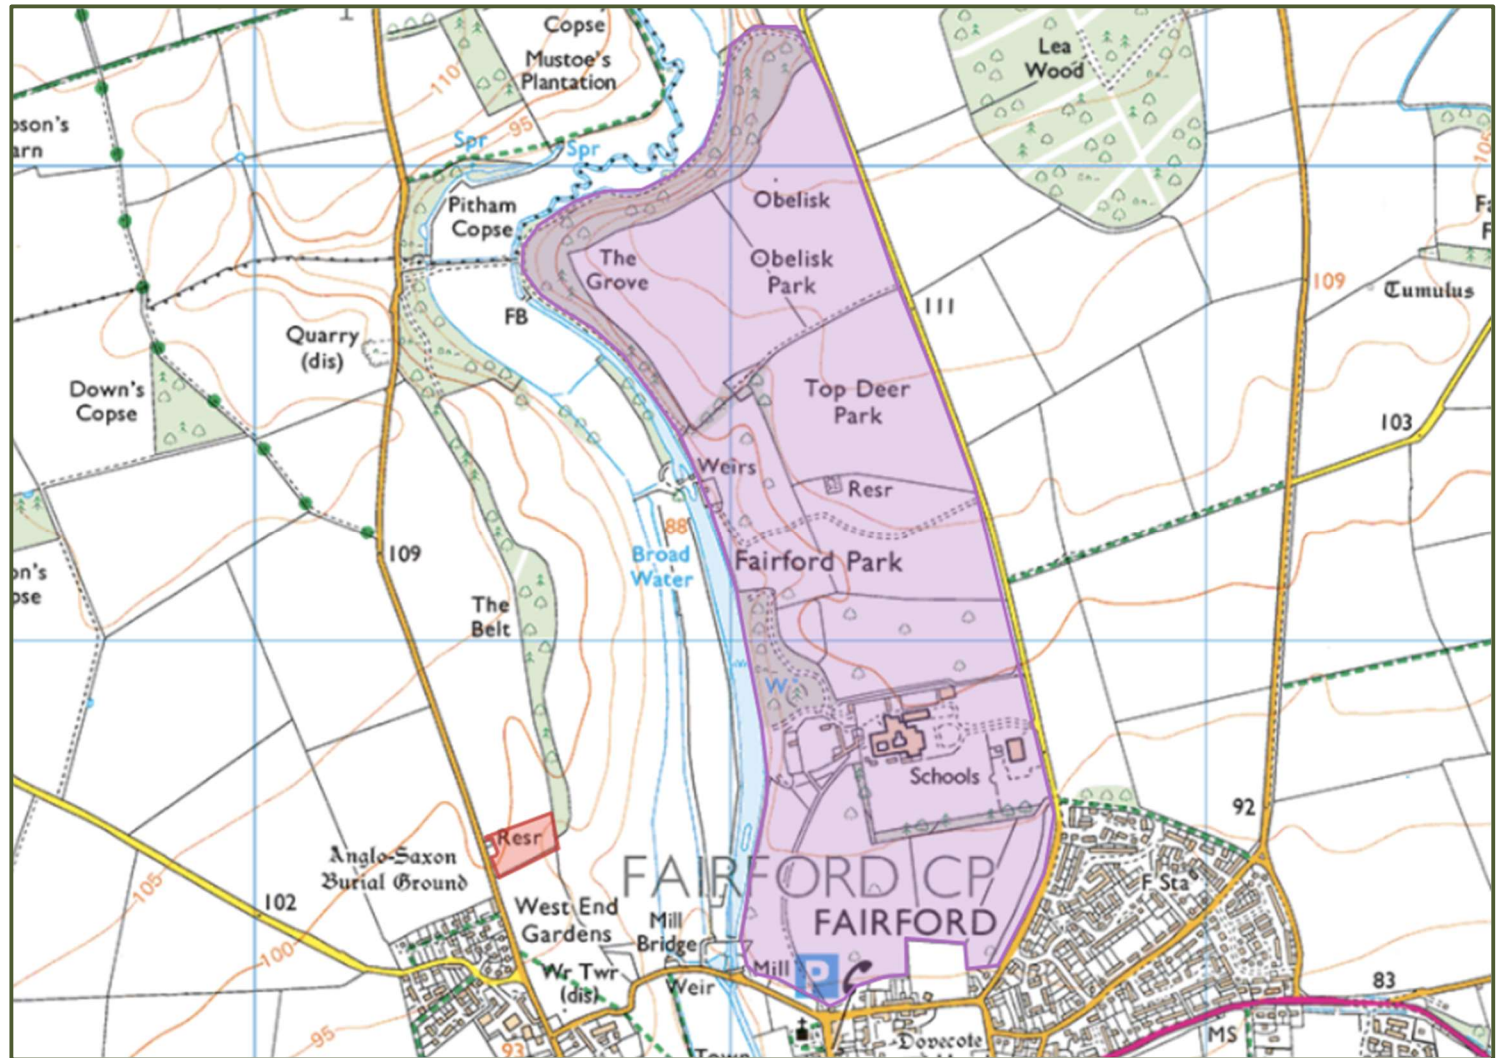 Copse
Mustoe's
Plantation
110
95
Spr
Spr
Lea
Wood
Pitham
Copse
Obelisk
The
Grove
Obelisk
Park
FB
111
109
Tumulus
Quarry
(dis)
Down's
Copse
Top Deer
Park
103
Weirs
Resr
88
109
Broad
Water
Fairford Park
The
Belt
W
Schools
92
Resr
Anglo-Saxon
Burial Ground
FAIRFORD CP
F Sta
105
102
West End
Gardens
Mill
Bridge
FAIRFORD
100
Wr Twr
(dis)
Weir
Mill
P
83
95
93
Dovecote
MS
Town